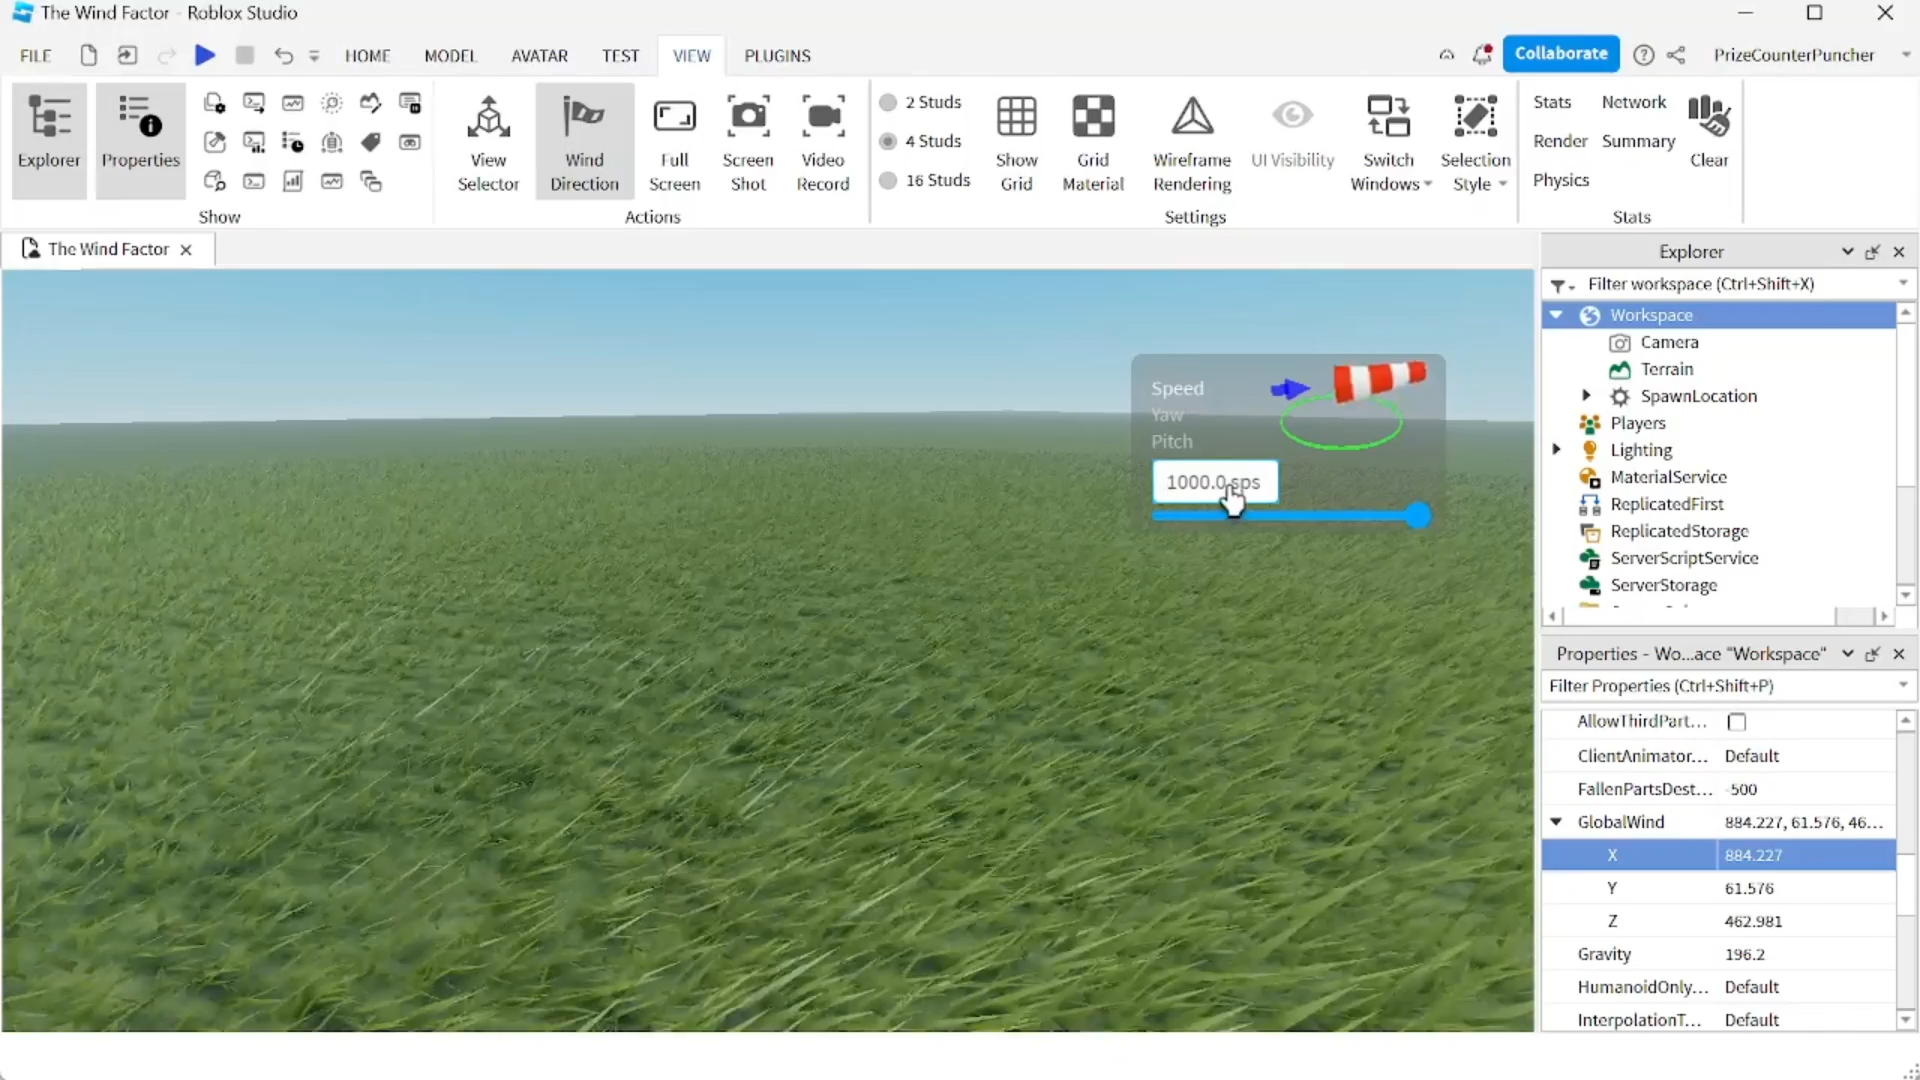 The Wind Factor - Roblox Studio
FILE
HOME
MODEL
AVATAR
TEST
VIEW
PLUGINS
Collaborate
PrizeCounterPuncher
Explorer
Properties
Show
View
Selector
Wind
Direction
Full
Screen
Screen
Shot
Video
Record
Actions
2 Studs
4 Studs
16 Studs
Show
Grid
Grid
Material
Wireframe
Rendering
UI Visibility
Switch
Windows
Selection
Style
Settings
Stats
Network
Render
Summary
Physics
Clear
Stats
The Wind Factor
Speed
Yaw
Pitch
1000.0 sps
Explorer
Filter workspace (Ctrl+Shift+X)
Workspace
Camera
Terrain
SpawnLocation
Players
Lighting
MaterialService
ReplicatedFirst
ReplicatedStorage
ServerScriptService
ServerStorage
Properties - Wo...ace "Workspace"
Filter Properties (Ctrl+Shift+P)
AllowThirdPart...
ClientAnimator... Default
FallenPartsDest... -500
GlobalWind 884.227, 61.576, 46...
X 884.227
Y 61.576
Z 462.981
Gravity 196.2
HumanoidOnly... Default
InterpolationT... Default